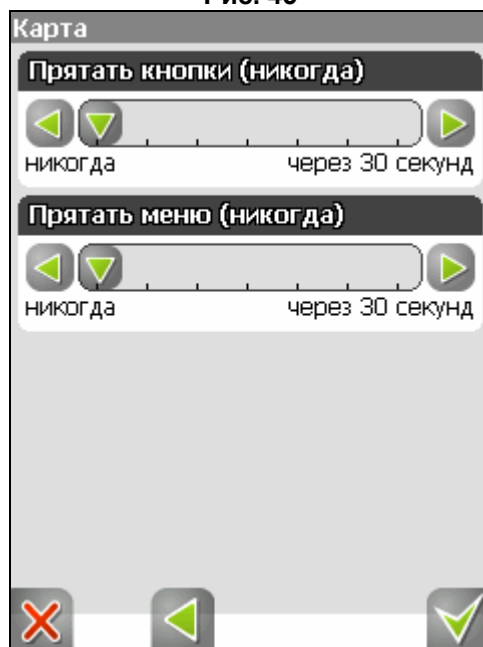 Карта
Прятать кнопки (никогда)
никогда через 30 секунд
Прятать меню (никогда)
никогда через 30 секунд